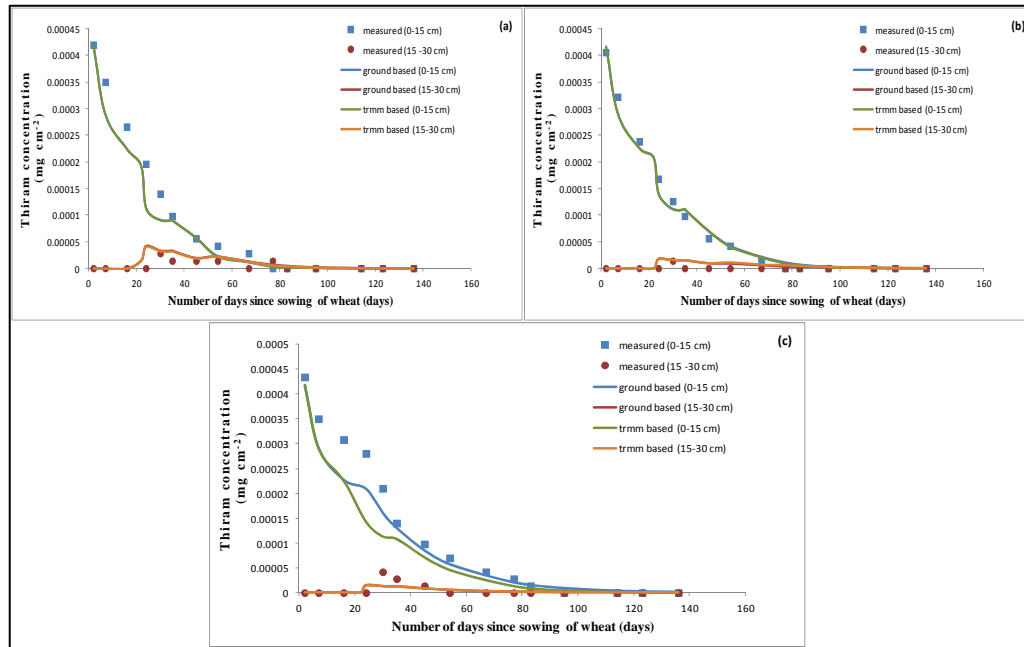 (a)
measured (0-15 cm)
measured (15 -30 cm)
ground based (0-15 cm)
ground based (15-30 cm)
trmm based (0-15 cm)
trmm based (15-30 cm)
Thiram concentration
(mg cm-2)
0.00045
0.0004
0.00035
0.0003
0.00025
0.0002
0.00015
0.0001
0.00005
0
0 20 40 60 80 100 120 140 160
Number of days since sowing of wheat (days)
(b)
measured (0-15 cm)
measured (15 -30 cm)
ground based (0-15 cm)
ground based (15-30 cm)
trmm based (0-15 cm)
trmm based (15-30 cm)
Thiram concentration
(mg cm-2)
0.00045
0.0004
0.00035
0.0003
0.00025
0.0002
0.00015
0.0001
0.00005
0
0 20 40 60 80 100 120 140 160
Number of days since sowing of wheat (days)
(c)
measured (0-15 cm)
measured (15 -30 cm)
ground based (0-15 cm)
ground based (15-30 cm)
trmm based (0-15 cm)
trmm based (15-30 cm)
Thiram concentration
(mg cm-2)
0.0005
0.00045
0.0004
0.00035
0.0003
0.00025
0.0002
0.00015
0.0001
0.00005
0
0 20 40 60 80 100 120 140 160
Number of days since sowing of wheat (days)